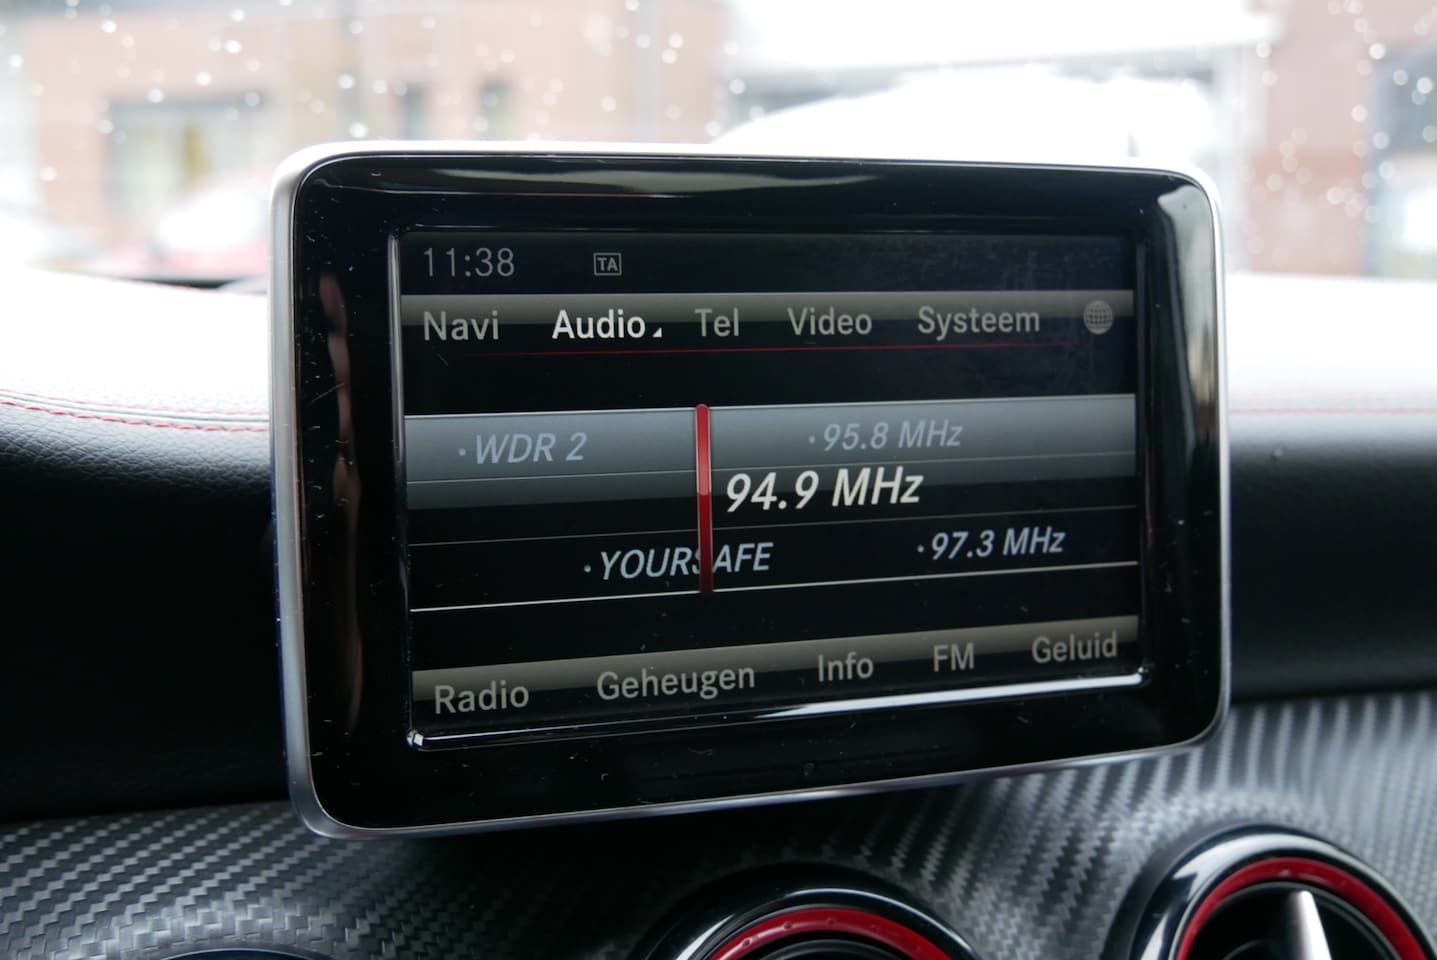 11:38 TA
Navi Audio Tel Video Systeem
WDR 2 95.8 MHz
94.9 MHz
YOURSAFE 97.3 MHz
Radio Geheugen Info FM Geluid